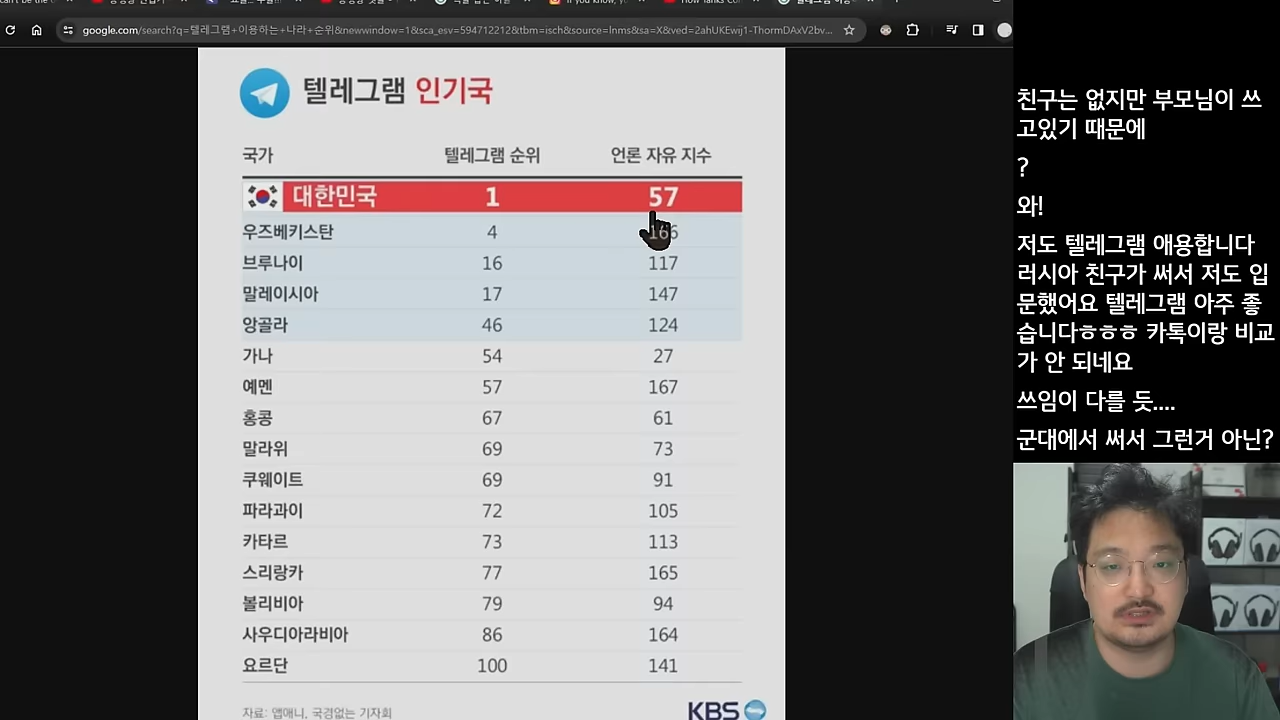 google.com/search?q=텔레그램+이용하는+나라+순위&newwindow=1&sca_esv=594712212&tbm=isch&source=lnms&sa=X&ved=2ahUKEwij1-ThormDAxV2bv...
텔레그램 인기국
국가 텔레그램 순위 언론 자유 지수
대한민국 1 57
우즈베키스탄 4 166
브루나이 16 117
말레이시아 17 147
앙골라 46 124
가나 54 27
예멘 57 167
홍콩 67 61
말라위 69 73
쿠웨이트 69 91
파라과이 72 105
카타르 73 113
스리랑카 77 165
볼리비아 79 94
사우디아라비아 86 164
요르단 100 141
자료: 앱매니, 국경없는 기자회
KBS
친구는 없지만 부모님이 쓰
고있기 때문에
?
와!
저도 텔레그램 애용합니다
러시아 친구가 써서 저도 입
문했어요 텔레그램 아주 좋
습니다ㅎㅎㅎ 카톡이랑 비교
가 안 되네요
쓰임이 다를 듯....
군대에서 써서 그런거 아닌?